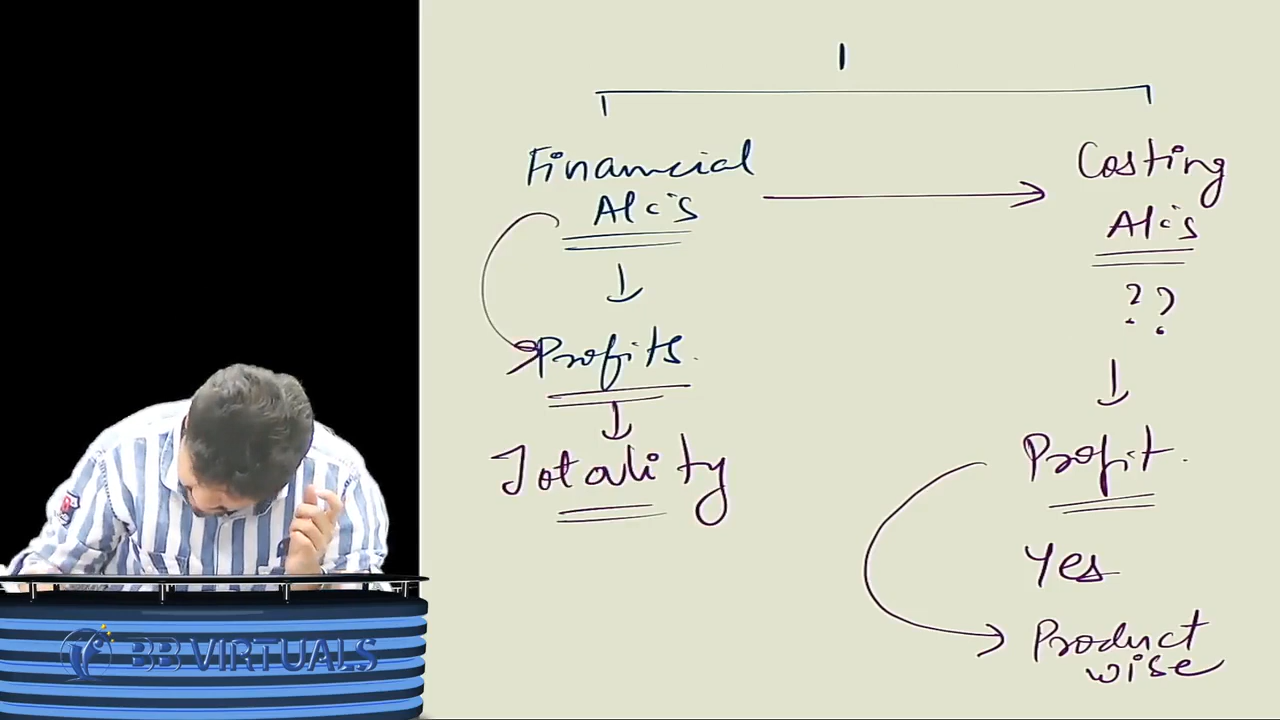 1
Financial
A/c's
↓
Profits.
↓
Totality
Costing
A/c's
??
↓
Profit.
Yes
Product
wise
BB VIRTUALS